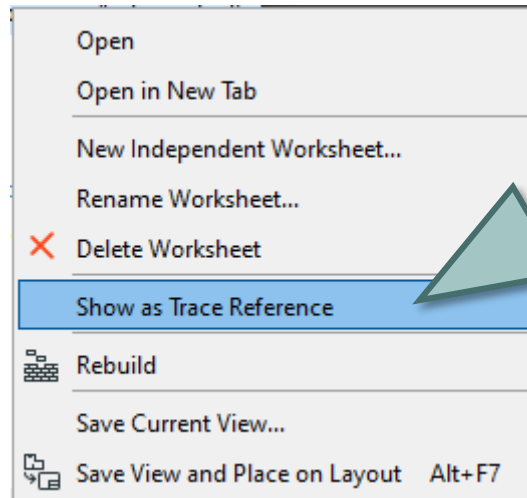 Open
Open in New Tab
New Independent Worksheet...
Rename Worksheet...
Delete Worksheet
Show as Trace Reference
Rebuild
Save Current View...
Save View and Place on Layout Alt+F7